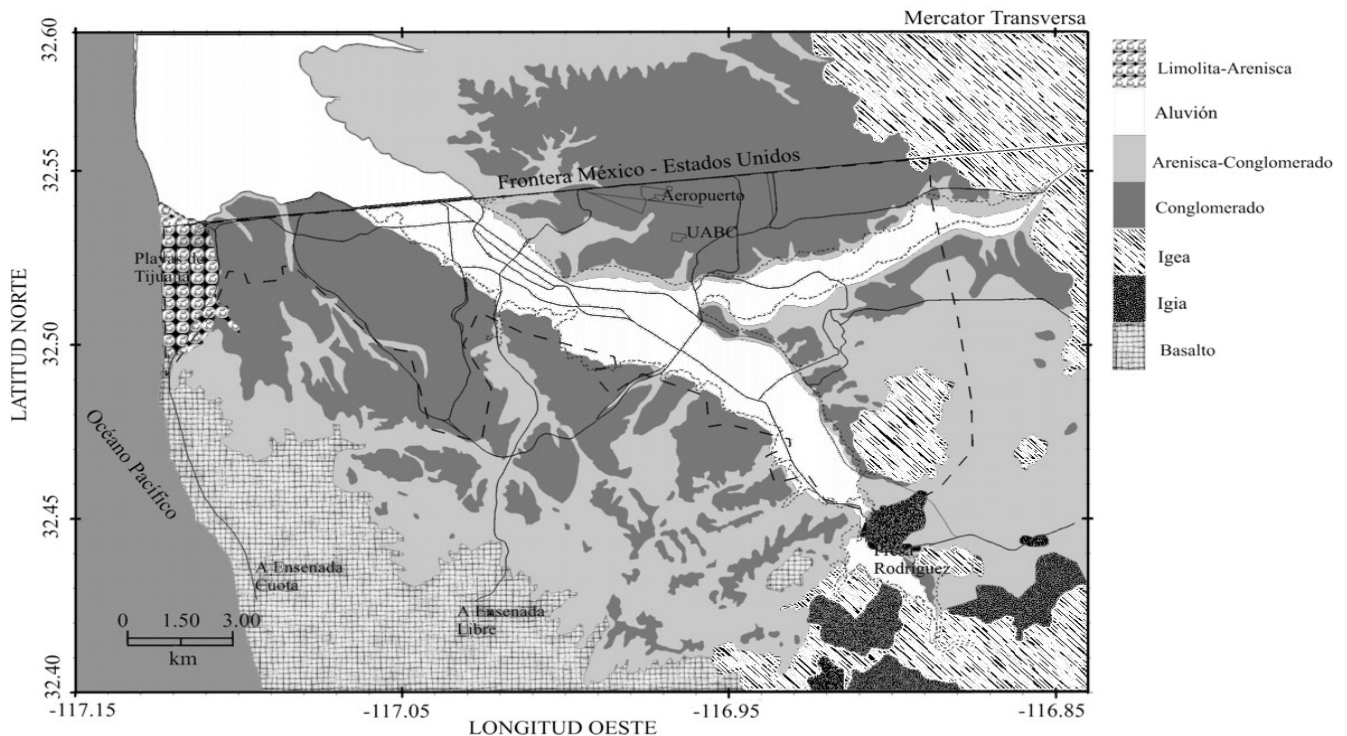 Mercator Transversa
32.60
32.55
32.50
32.45
32.40
LATITUD NORTE
Frontera México - Estados Unidos
Aeropuerto
UABC
Playas de
Tijuana
Océano Pacífico
A Ensenada
Cuota
A Ensenada
Libre
Presa
Rodríguez
0 1.50 3.00
km
-117.15 -117.05 -116.95 -116.85
LONGITUD OESTE
Limolita-Arenisca
Aluvión
Arenisca-Conglomerado
Conglomerado
Igea
Igia
Basalto